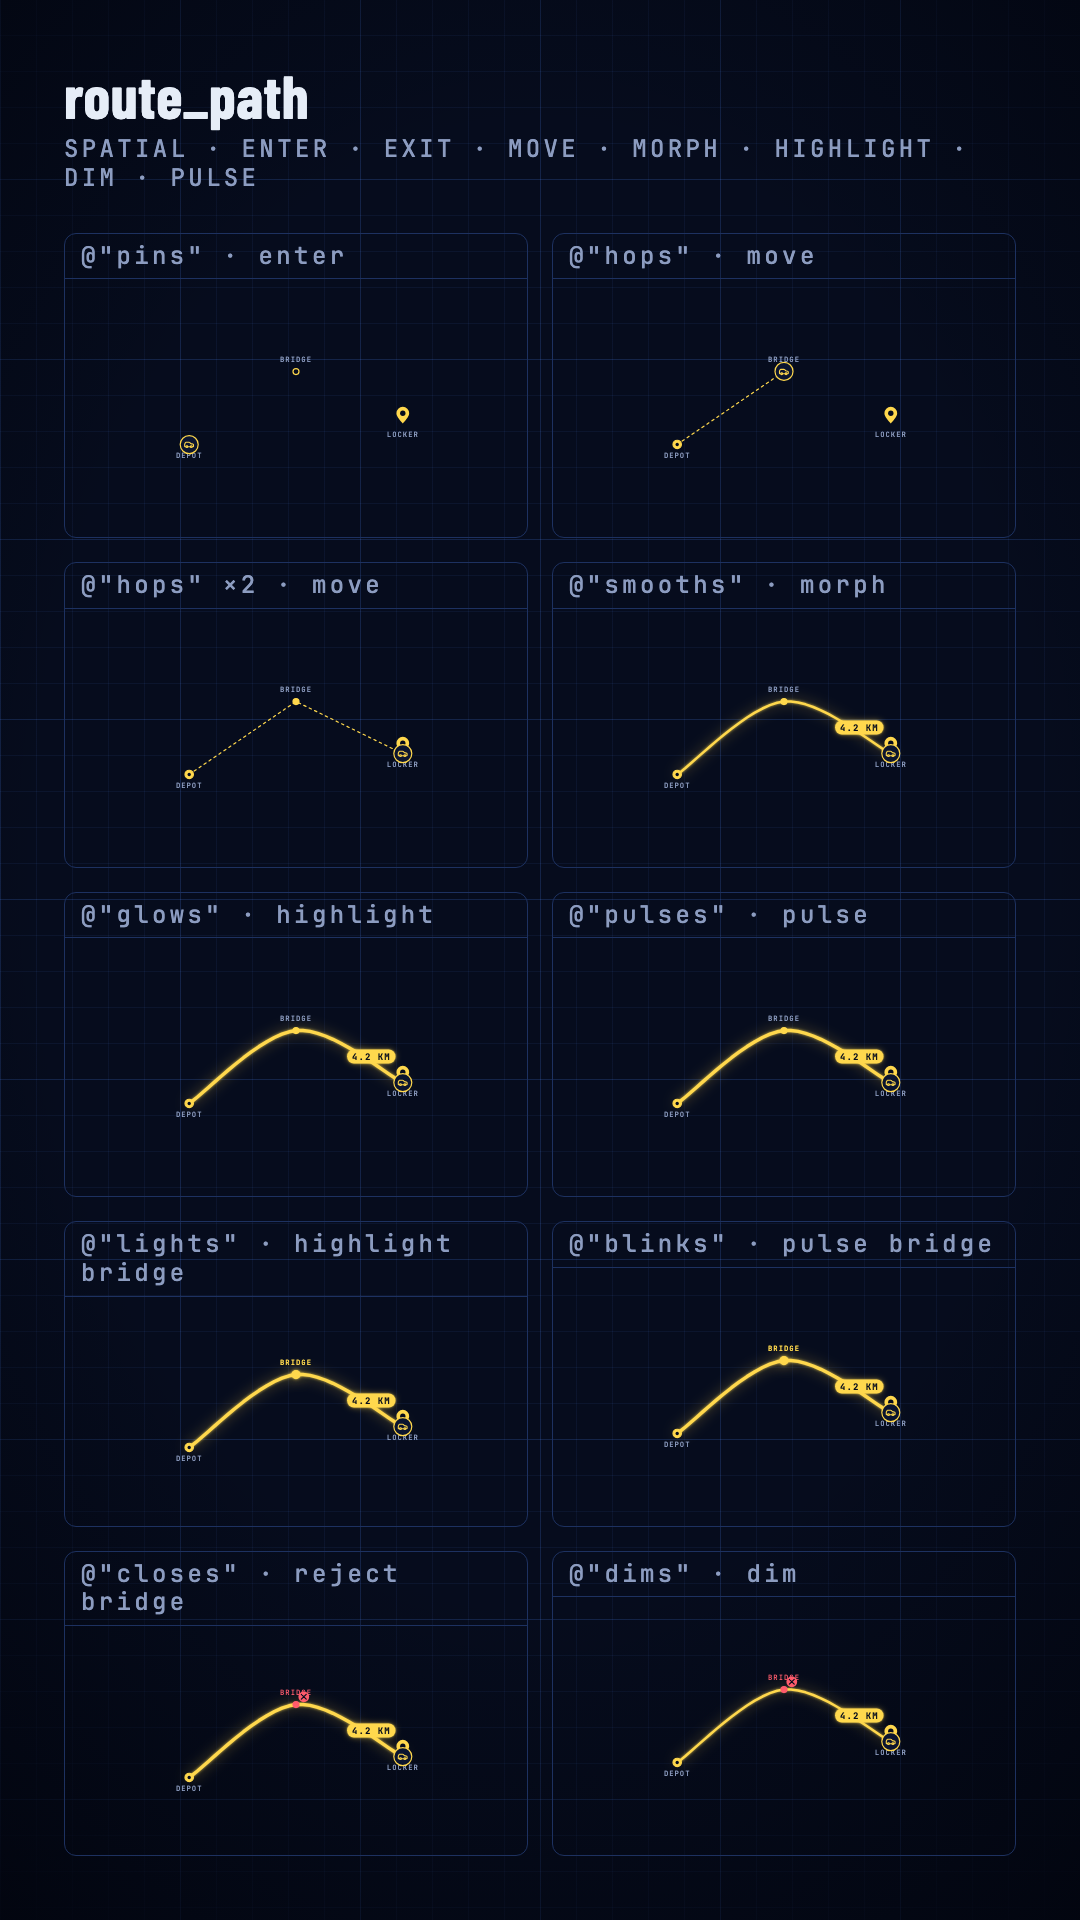 route_path
SPATIAL · ENTER · EXIT · MOVE · MORPH · HIGHLIGHT ·
DIM · PULSE
@"pins" · enter
BRIDGE
LOCKER
DEPOT
@"hops" · move
BRIDGE
LOCKER
DEPOT
@"hops" ×2 · move
BRIDGE
LOCKER
DEPOT
@"smooths" · morph
BRIDGE
4.2 KM
LOCKER
DEPOT
@"glows" · highlight
BRIDGE
4.2 KM
LOCKER
DEPOT
@"pulses" · pulse
BRIDGE
4.2 KM
LOCKER
DEPOT
@"lights" · highlight
bridge
BRIDGE
4.2 KM
LOCKER
DEPOT
@"blinks" · pulse bridge
BRIDGE
4.2 KM
LOCKER
DEPOT
@"closes" · reject
bridge
BRIDGE
4.2 KM
LOCKER
DEPOT
@"dims" · dim
BRIDGE
4.2 KM
LOCKER
DEPOT